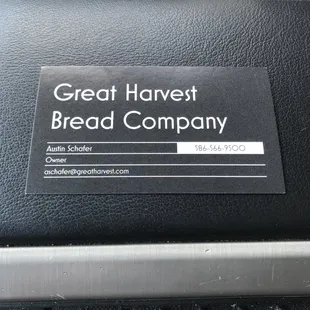 Great Harvest
Bread Company
Austin Schafer 586-566-9500
Owner
aschafer@greatharvest.com